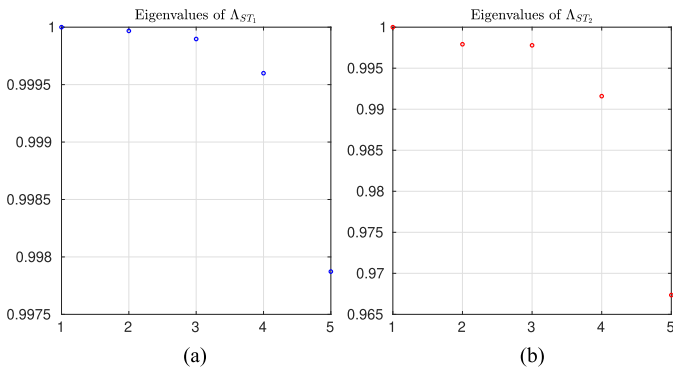 Eigenvalues of Λ_{ST_1}
1
0.9995
0.999
0.9985
0.998
0.9975
1 2 3 4 5
(a)
Eigenvalues of Λ_{ST_2}
1
0.995
0.99
0.985
0.98
0.975
0.97
0.965
1 2 3 4 5
(b)